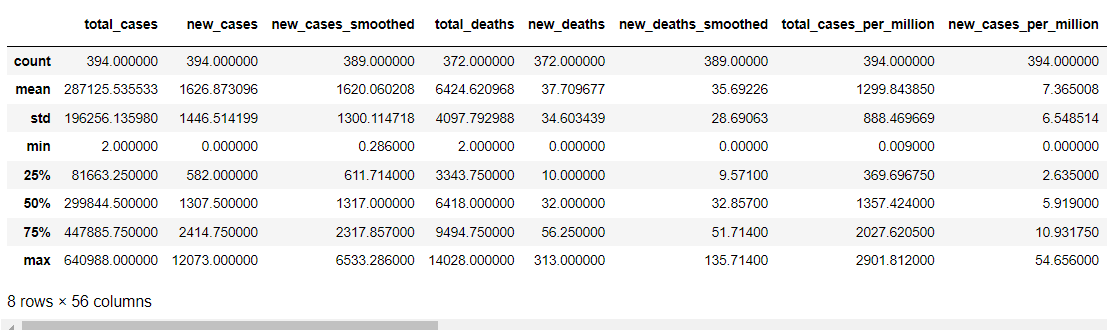 total_cases new_cases new_cases_smoothed total_deaths new_deaths new_deaths_smoothed total_cases_per_million new_cases_per_million
count 394.000000 394.000000 389.000000 372.000000 372.000000 389.00000 394.000000 394.000000
mean 287125.535533 1626.873096 1620.060208 6424.620968 37.709677 35.69226 1299.843850 7.365008
std 196256.135980 1446.514199 1300.114718 4097.792988 34.603439 28.69063 888.469669 6.548514
min 2.000000 0.000000 0.286000 2.000000 0.000000 0.00000 0.009000 0.000000
25% 81663.250000 582.000000 611.714000 3343.750000 10.000000 9.57100 369.696750 2.635000
50% 299844.500000 1307.500000 1317.000000 6418.000000 32.000000 32.85700 1357.424000 5.919000
75% 447885.750000 2414.750000 2317.857000 9494.750000 56.250000 51.71400 2027.620500 10.931750
max 640988.000000 12073.000000 6533.286000 14028.000000 313.000000 135.71400 2901.812000 54.656000
8 rows × 56 columns